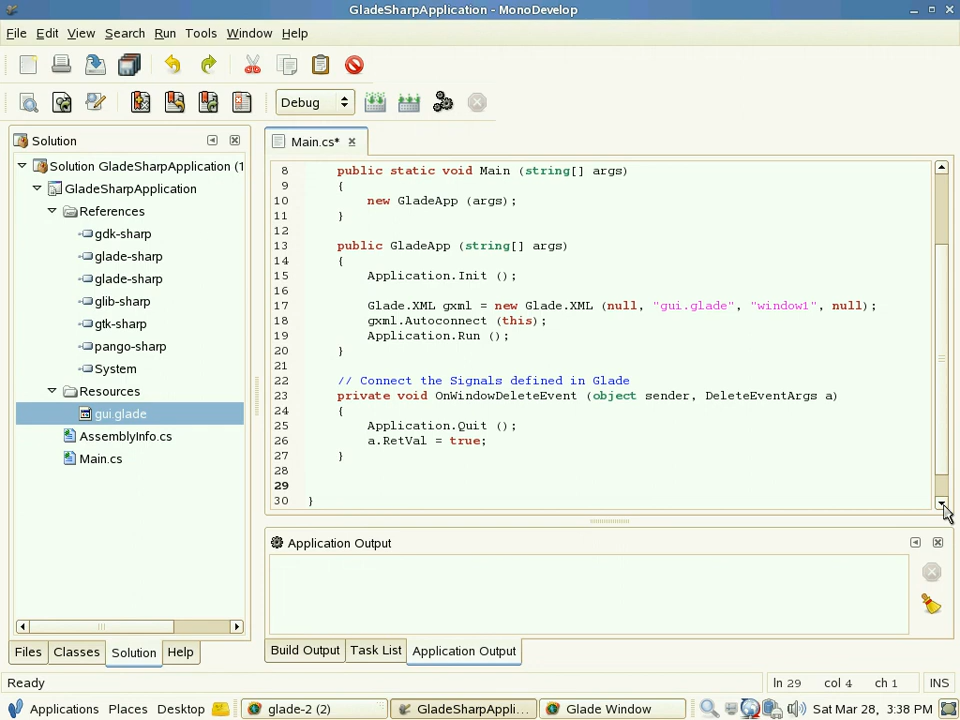 GladeSharpApplication - MonoDevelop
File Edit View Search Run Tools Window Help
Debug
Solution
Solution GladeSharpApplication (1
GladeSharpApplication
References
gdk-sharp
glade-sharp
glade-sharp
glib-sharp
gtk-sharp
pango-sharp
System
Resources
gui.glade
AssemblyInfo.cs
Main.cs
Files Classes Solution Help
Main.cs*
8 public static void Main (string[] args)
9 {
10 new GladeApp (args);
11 }
12
13 public GladeApp (string[] args)
14 {
15 Application.Init ();
16
17 Glade.XML gxml = new Glade.XML (null, "gui.glade", "window1", null);
18 gxml.Autoconnect (this);
19 Application.Run ();
20 }
21
22 // Connect the Signals defined in Glade
23 private void OnWindowDeleteEvent (object sender, DeleteEventArgs a)
24 {
25 Application.Quit ();
26 a.RetVal = true;
27 }
28
29
30 }
Application Output
Build Output Task List Application Output
Ready ln 29 col 4 ch 1 INS
Applications Places Desktop glade-2 (2) GladeSharpAppli... Glade Window Sat Mar 28, 3:38 PM